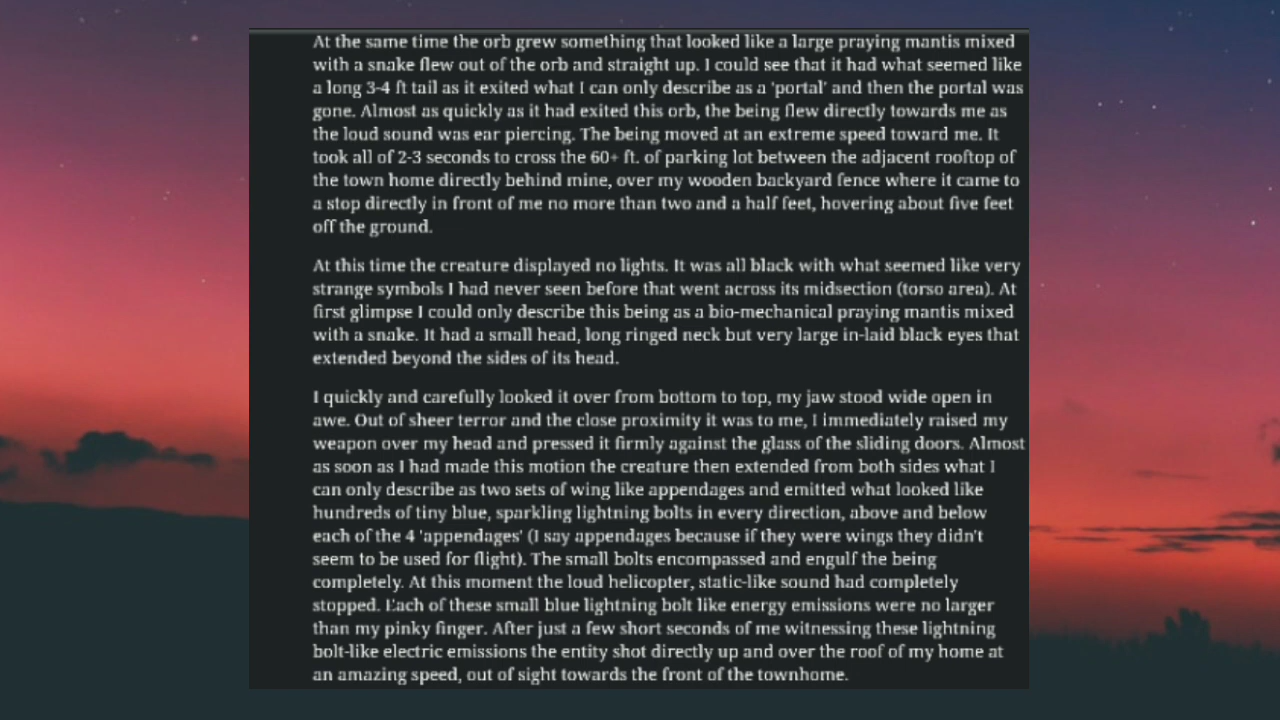 At the same time the orb grew something that looked like a large praying mantis mixed
with a snake flew out of the orb and straight up. I could see that it had what seemed like
a long 3-4 ft tail as it exited what I can only describe as a 'portal' and then the portal was
gone. Almost as quickly as it had exited this orb, the being flew directly towards me as
the loud sound was ear piercing. The being moved at an extreme speed toward me. It
took all of 2-3 seconds to cross the 60+ ft. of parking lot between the adjacent rooftop of
the town home directly behind mine, over my wooden backyard fence where it came to
a stop directly in front of me no more than two and a half feet, hovering about five feet
off the ground.
At this time the creature displayed no lights. It was all black with what seemed like very
strange symbols I had never seen before that went across its midsection (torso area). At
first glimpse I could only describe this being as a bio-mechanical praying mantis mixed
with a snake. It had a small head, long ringed neck but very large in-laid black eyes that
extended beyond the sides of its head.
I quickly and carefully looked it over from bottom to top, my jaw stood wide open in
awe. Out of sheer terror and the close proximity it was to me, I immediately raised my
weapon over my head and pressed it firmly against the glass of the sliding doors. Almost
as soon as I had made this motion the creature then extended from both sides what I
can only describe as two sets of wing like appendages and emitted what looked like
hundreds of tiny blue, sparkling lightning bolts in every direction, above and below
each of the 4 'appendages' (I say appendages because if they were wings they didn't
seem to be used for flight). The small bolts encompassed and engulf the being
completely. At this moment the loud helicopter, static-like sound had completely
stopped. Each of these small blue lightning bolt like energy emissions were no larger
than my pinky finger. After just a few short seconds of me witnessing these lightning
bolt-like electric emissions the entity shot directly up and over the roof of my home at
an amazing speed, out of sight towards the front of the townhome.